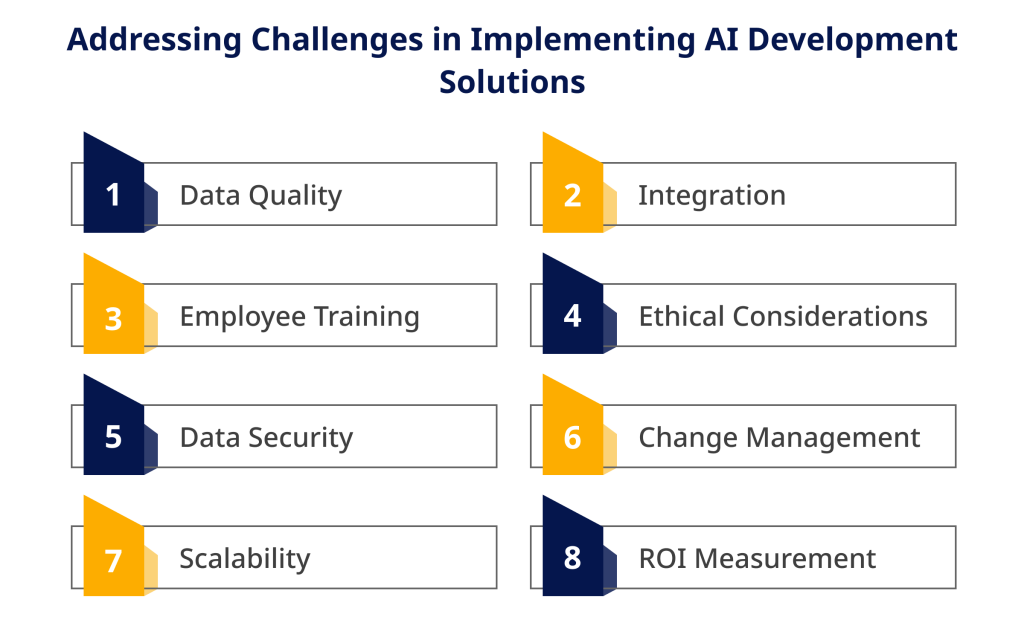 Addressing Challenges in Implementing AI Development
Solutions
1 Data Quality
2 Integration
3 Employee Training
4 Ethical Considerations
5 Data Security
6 Change Management
7 Scalability
8 ROI Measurement